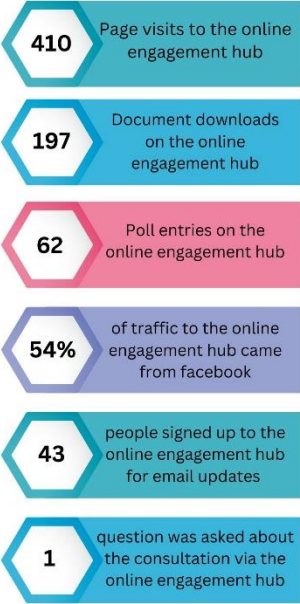 410
Page visits to the online
engagement hub
197
Document downloads
on the online
engagement hub
62
Poll entries on the
online engagement hub
54%
of traffic to the online
engagement hub came
from facebook
43
people signed up to the
online engagement hub
for email updates
1
question was asked about
the consultation via the
online engagement hub